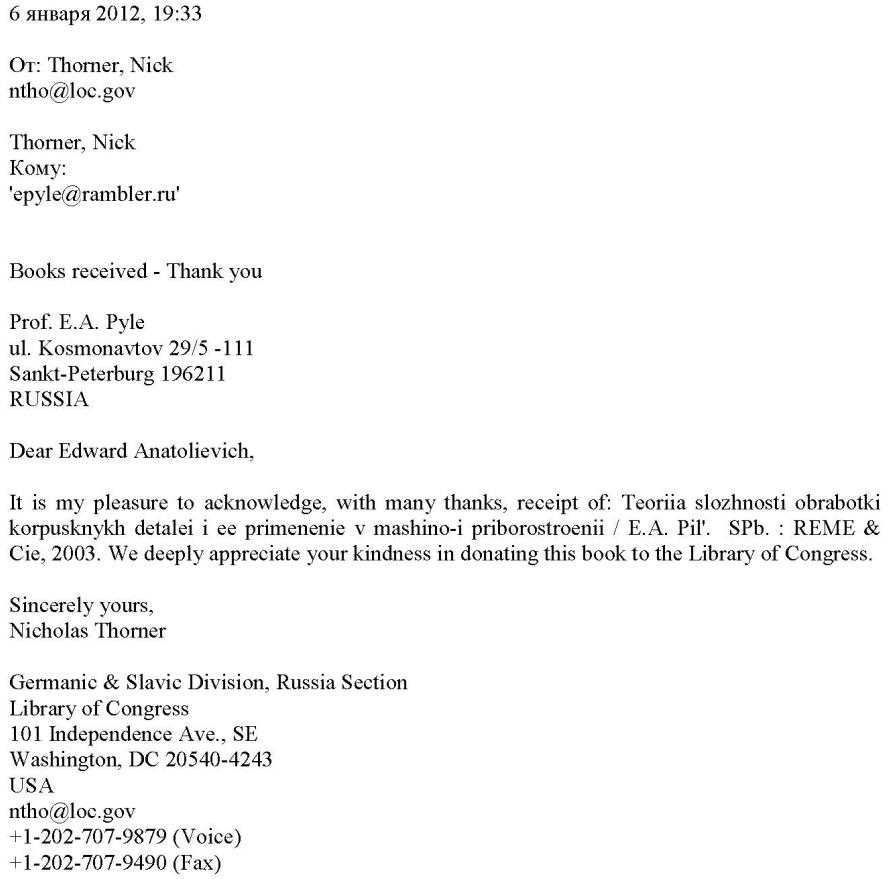 6 января 2012, 19:33
От: Thorner, Nick
ntho@loc.gov
Thorner, Nick
Кому:
'epyle@rambler.ru'
Books received - Thank you
Prof. E.A. Pyle
ul. Kosmonavtov 29/5 -111
Sankt-Peterburg 196211
RUSSIA
Dear Edward Anatolievich,
It is my pleasure to acknowledge, with many thanks, receipt of: Teoriia slozhnosti obrabotki
korpusknykh detalei i ee primenenie v mashino-i priborostroenii / E.A. Pil'.  SPb. : REME &
Cie, 2003. We deeply appreciate your kindness in donating this book to the Library of Congress.
Sincerely yours,
Nicholas Thorner
Germanic & Slavic Division, Russia Section
Library of Congress
101 Independence Ave., SE
Washington, DC 20540-4243
USA
ntho@loc.gov
+1-202-707-9879 (Voice)
+1-202-707-9490 (Fax)